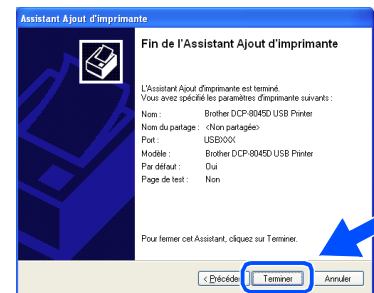 Assistant Ajout d'imprimante
Fin de l'Assistant Ajout d'imprimante
L'Assistant Ajout d'imprimante est terminé.
Vous avez spécifié les paramètres d'imprimante suivants :
Nom : Brother DCP-8045D USB Printer
Nom du partage : <Non partagée>
Port : USBXXX
Modèle : Brother DCP-8045D USB Printer
Par défaut : Oui
Page de test : Non
Pour fermer cet Assistant, cliquez sur Terminer.
< Précéde Terminer Annuler